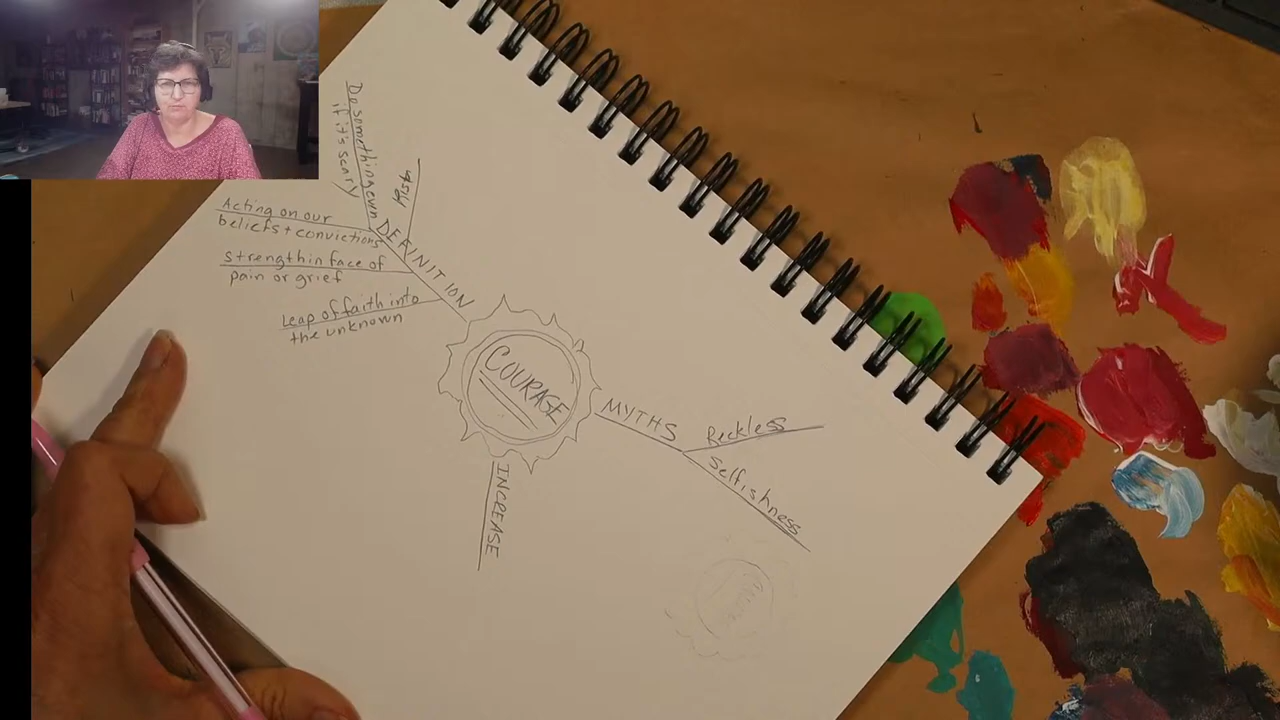 Do something even
if it's scary
Risk
DEFINITION
Acting on our
beliefs + convictions
strength in face of
pain or grief
Leap of faith into
the unknown
COURAGE
MYTHS
Reckless
Selfishness
INCREASE